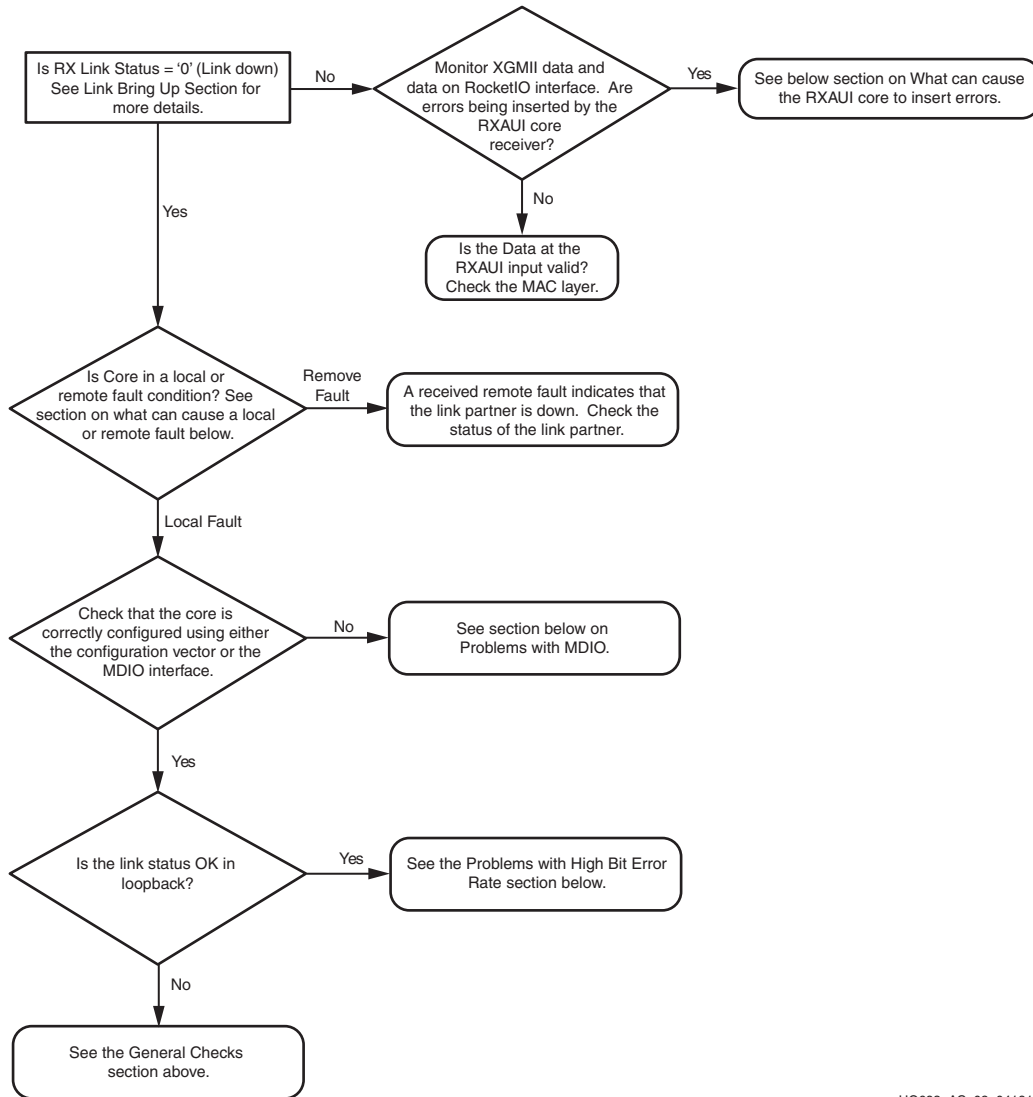 Is RX Link Status = ‘0’ (Link down)
See Link Bring Up Section for
more details.
No
Monitor XGMII data and
data on RocketIO interface. Are
errors being inserted by the
RXAUI core
receiver?
Yes
See below section on What can cause
the RXAUI core to insert errors.
No
Is the Data at the
RXAUI input valid?
Check the MAC layer.
Yes
Is Core in a local or
remote fault condition? See
section on what can cause a local
or remote fault below.
Remove
Fault
A received remote fault indicates that
the link partner is down. Check the
status of the link partner.
Local Fault
Check that the core is
correctly configured using either
the configuration vector or the
MDIO interface.
No
See section below on
Problems with MDIO.
Yes
Is the link status OK in
loopback?
Yes
See the Problems with High Bit Error
Rate section below.
No
See the General Checks
section above.